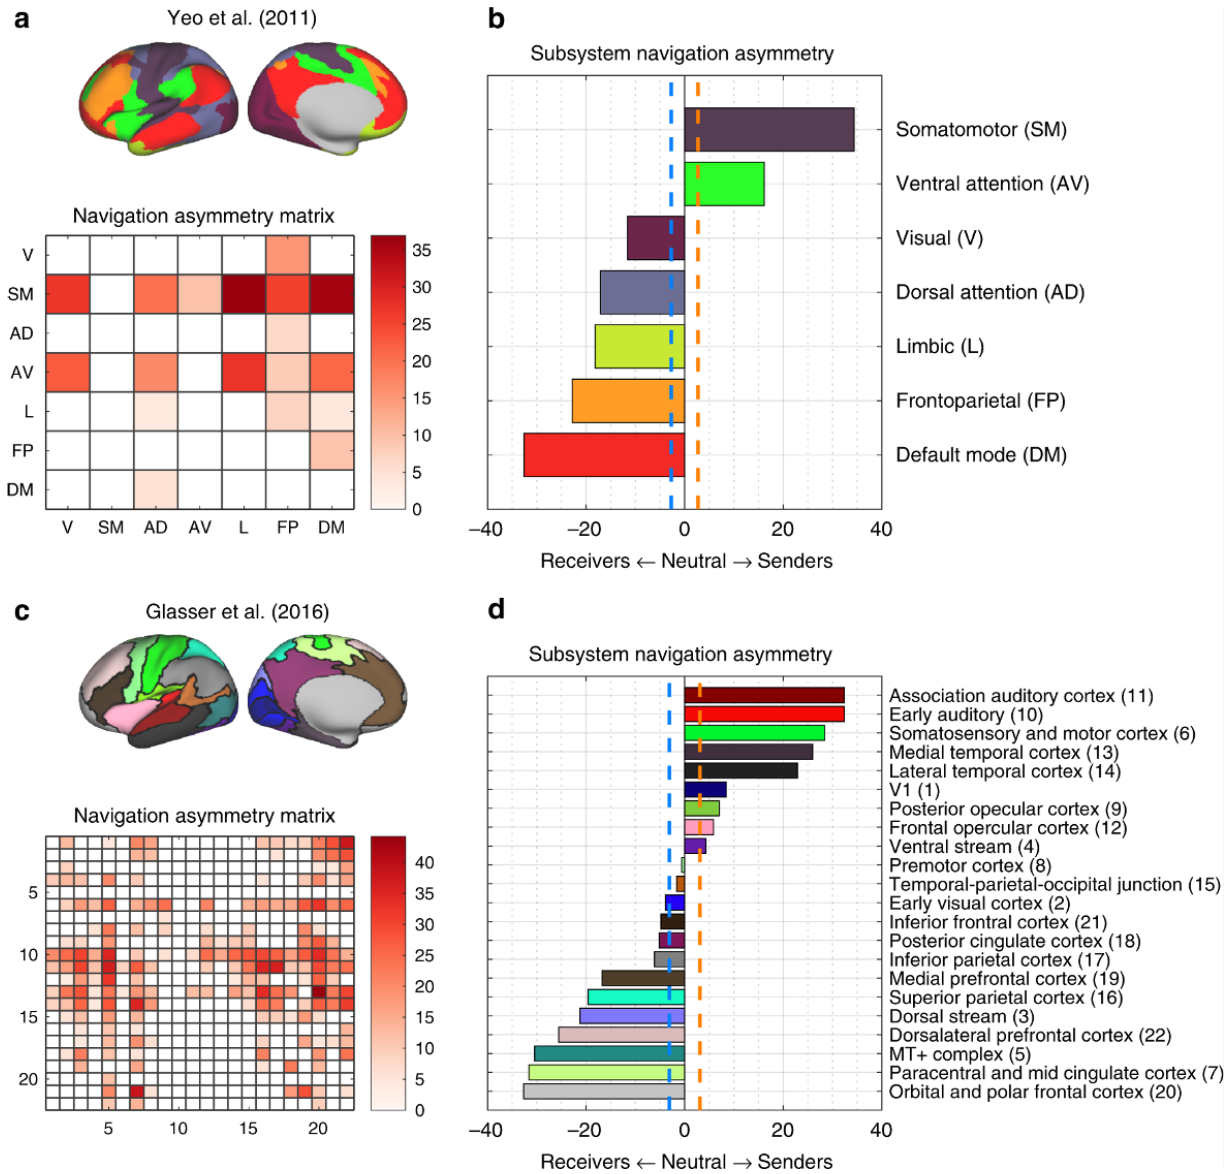 a
Yeo et al. (2011)
Navigation asymmetry matrix
V
SM
AD
AV
L
FP
DM
V SM AD AV L FP DM
35
30
25
20
15
10
5
0
b
Subsystem navigation asymmetry
Somatomotor (SM)
Ventral attention (AV)
Visual (V)
Dorsal attention (AD)
Limbic (L)
Frontoparietal (FP)
Default mode (DM)
−40 −20 0 20 40
Receivers ← Neutral → Senders
c
Glasser et al. (2016)
Navigation asymmetry matrix
5
10
15
20
5 10 15 20
40
35
30
25
20
15
10
5
0
d
Subsystem navigation asymmetry
Association auditory cortex (11)
Early auditory (10)
Somatosensory and motor cortex (6)
Medial temporal cortex (13)
Lateral temporal cortex (14)
V1 (1)
Posterior opecular cortex (9)
Frontal opercular cortex (12)
Ventral stream (4)
Premotor cortex (8)
Temporal-parietal-occipital junction (15)
Early visual cortex (2)
Inferior frontral cortex (21)
Posterior cingulate cortex (18)
Inferior parietal cortex (17)
Medial prefrontal cortex (19)
Superior parietal cortex (16)
Dorsal stream (3)
Dorsalateral prefrontal cortex (22)
MT+ complex (5)
Paracentral and mid cingulate cortex (7)
Orbital and polar frontal cortex (20)
−40 −20 0 20 40
Receivers ← Neutral → Senders